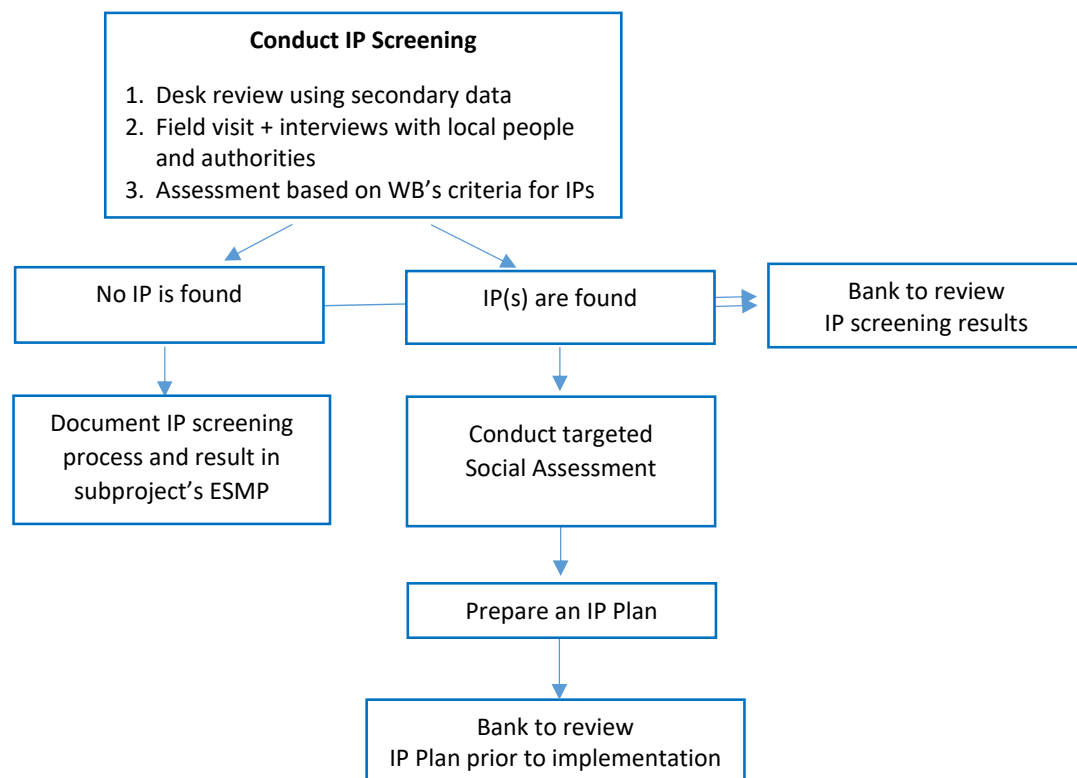 Conduct IP Screening
1. Desk review using secondary data
2. Field visit + interviews with local people
and authorities
3. Assessment based on WB’s criteria for IPs
No IP is found
IP(s) are found
Bank to review
IP screening results
Document IP screening
process and result in
subproject’s ESMP
Conduct targeted
Social Assessment
Prepare an IP Plan
Bank to review
IP Plan prior to implementation